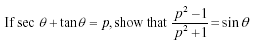 If sec θ + tan θ = p, show that (p² − 1)/(p² + 1) = sin θ